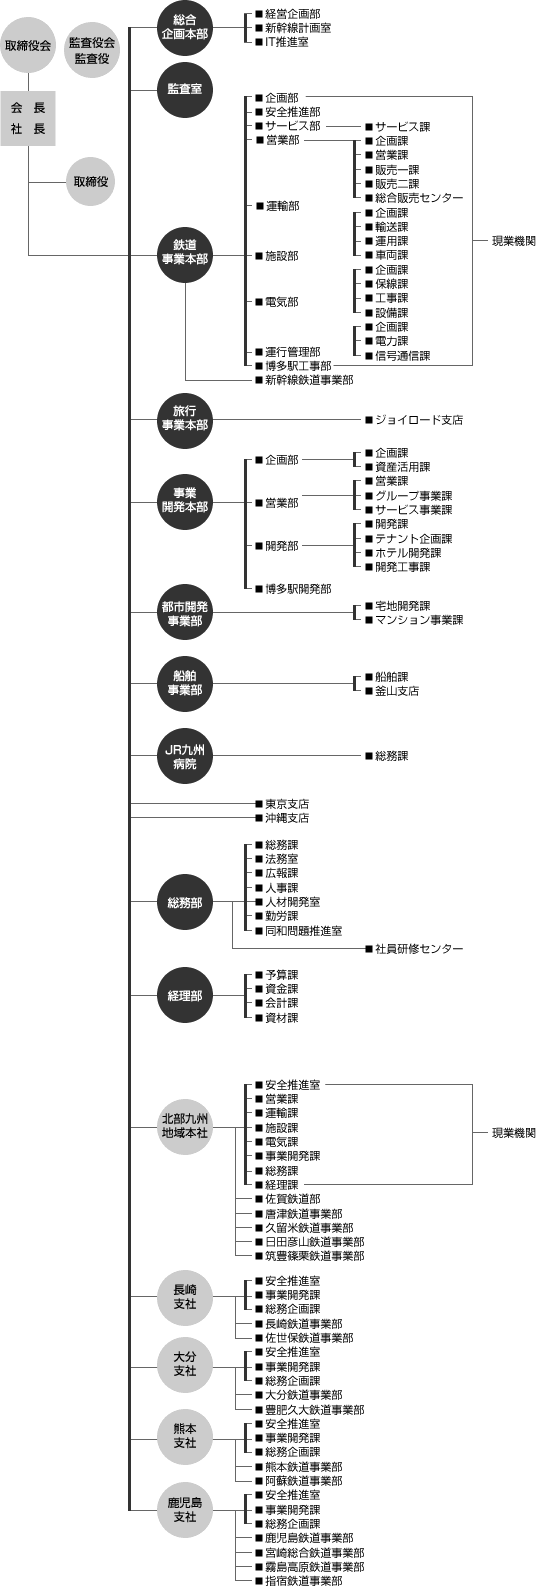 取締役会
監査役会
監査役
会　長
社　長
取締役
総合
企画本部
経営企画部
新幹線計画室
IT推進室
監査室
鉄道
事業本部
企画部
安全推進部
サービス部
サービス課
営業部
企画課
営業課
販売一課
販売二課
総合販売センター
運輸部
企画課
輸送課
運用課
車両課
現業機関
施設部
企画課
保線課
工事課
設備課
電気部
企画課
電力課
信号通信課
運行管理部
博多駅工事部
新幹線鉄道事業部
旅行
事業本部
ジョイロード支店
事業
開発本部
企画部
企画課
資産活用課
営業部
営業課
グループ事業課
サービス事業課
開発部
開発課
テナント企画課
ホテル開発課
開発工事課
博多駅開発部
都市開発
事業部
宅地開発課
マンション事業課
船舶
事業部
船舶課
釜山支店
JR九州
病院
総務課
東京支店
沖縄支店
総務部
総務課
法務室
広報課
人事課
人材開発室
勤労課
同和問題推進室
社員研修センター
経理部
予算課
資金課
会計課
資材課
北部九州
地域本社
安全推進室
営業課
運輸課
施設課
電気課
事業開発課
総務課
経理課
現業機関
佐賀鉄道部
唐津鉄道事業部
久留米鉄道事業部
日田彦山鉄道事業部
筑豊篠栗鉄道事業部
長崎
支社
安全推進室
事業開発課
総務企画課
長崎鉄道事業部
佐世保鉄道事業部
大分
支社
安全推進室
事業開発課
総務企画課
大分鉄道事業部
豊肥久大鉄道事業部
熊本
支社
安全推進室
事業開発課
総務企画課
熊本鉄道事業部
阿蘇鉄道事業部
鹿児島
支社
安全推進室
事業開発課
総務企画課
鹿児島鉄道事業部
宮崎総合鉄道事業部
霧島高原鉄道事業部
指宿鉄道事業部